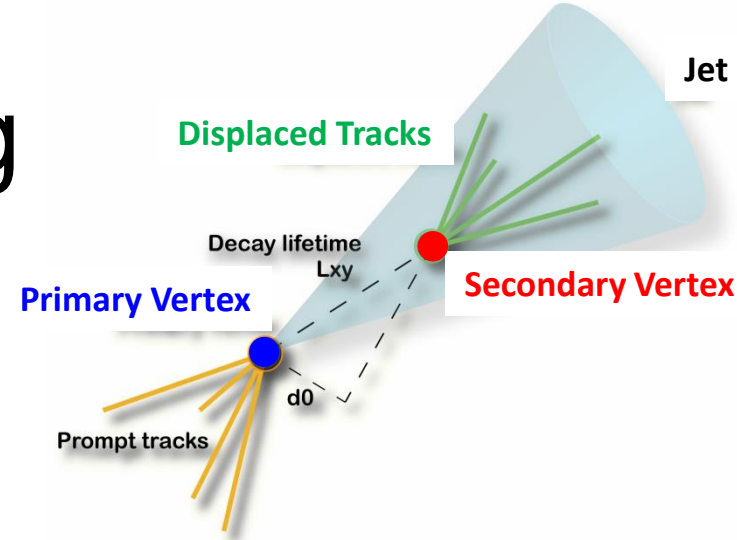 g
Jet
Displaced Tracks
Decay lifetime
Lxy
Secondary Vertex
Primary Vertex
d0
Prompt tracks